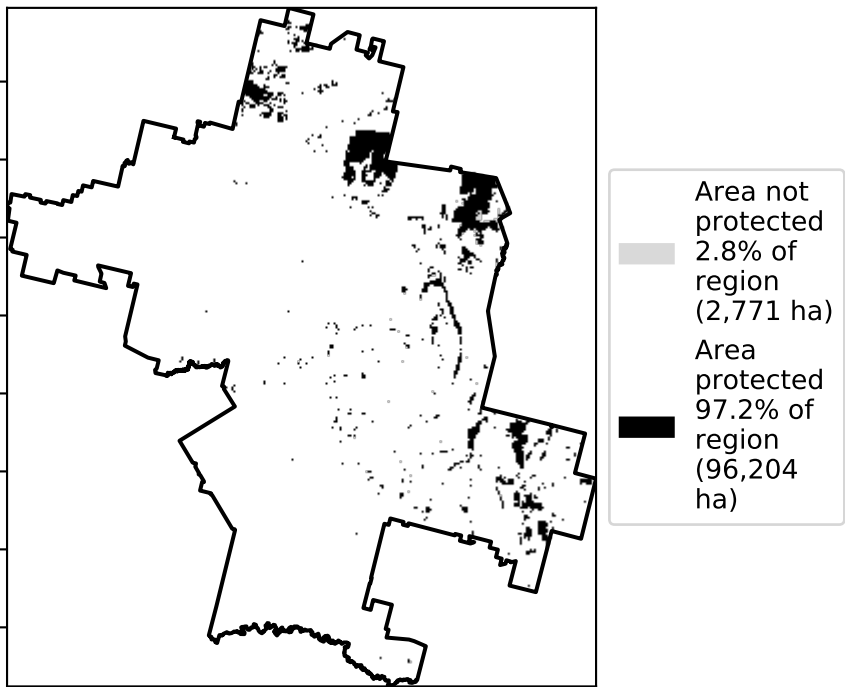 Area not
protected
2.8% of
region
(2,771 ha)
Area
protected
97.2% of
region
(96,204
ha)